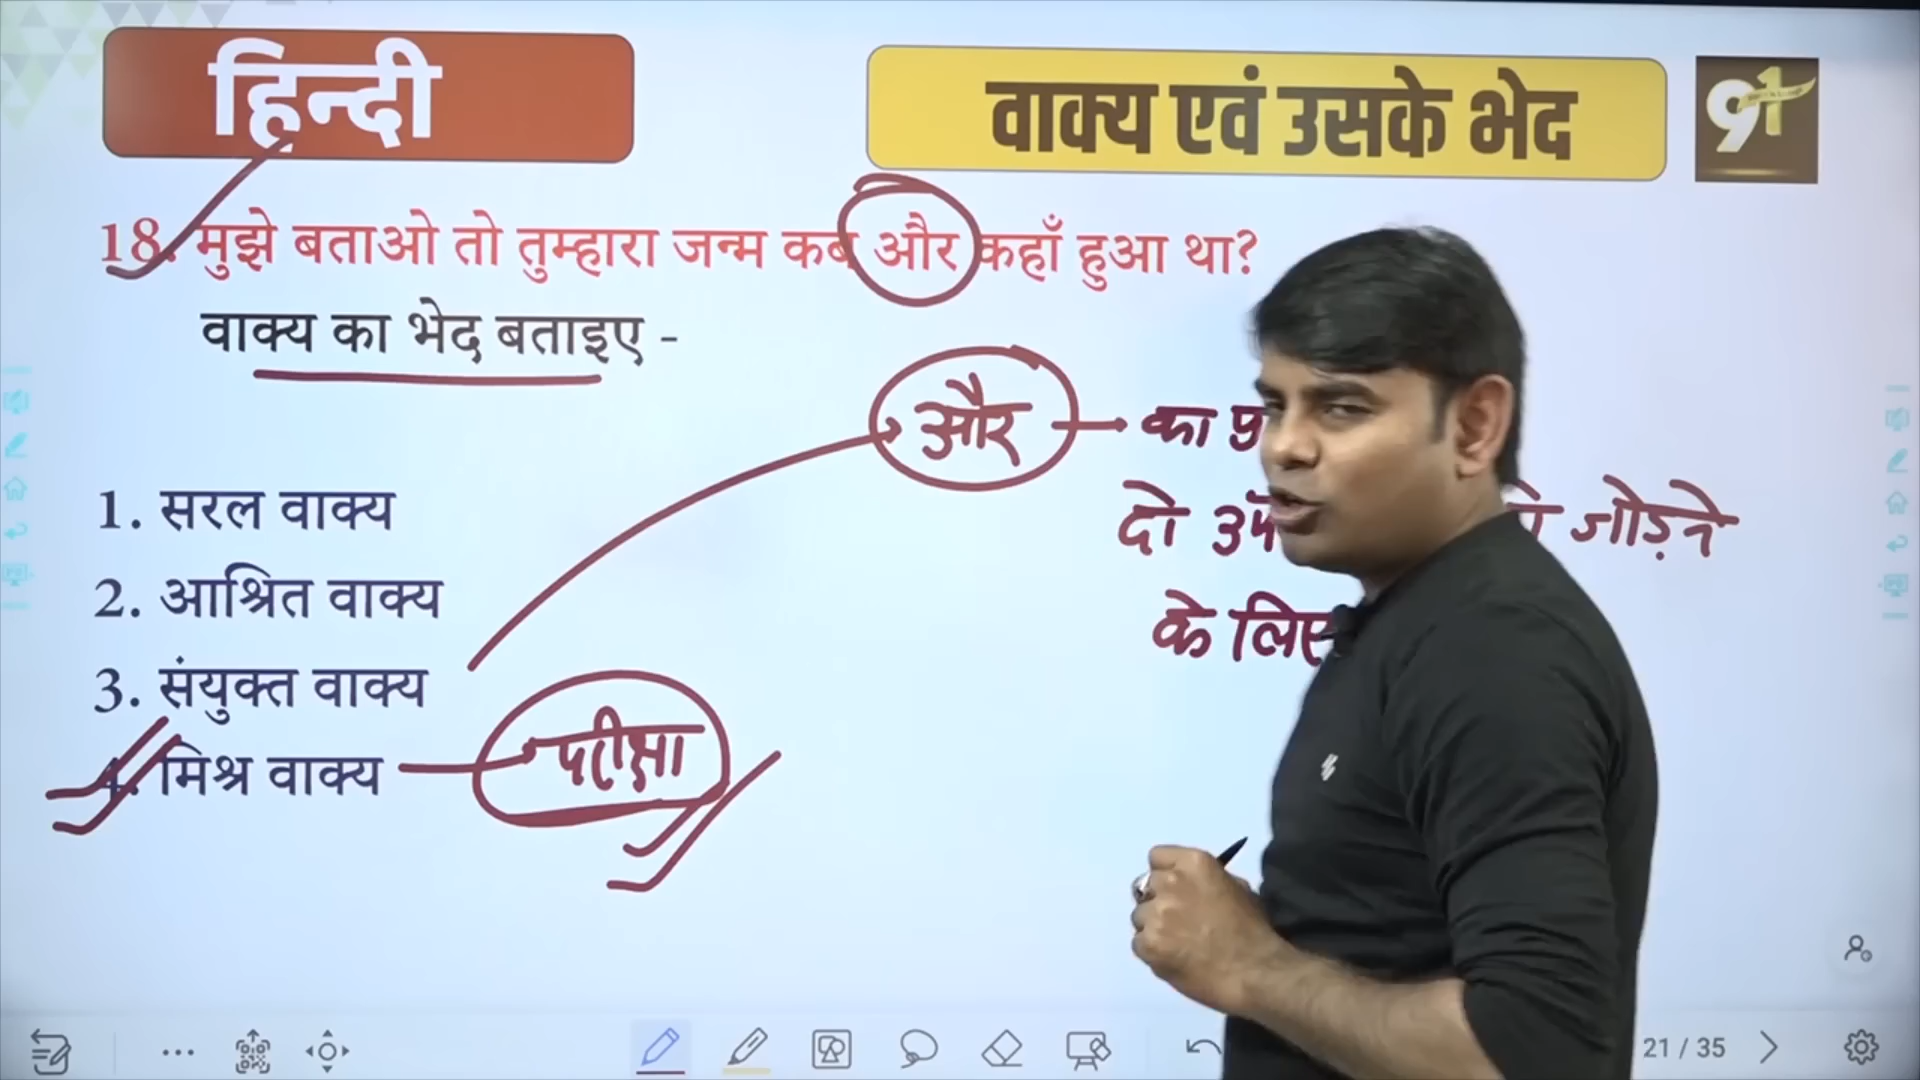 हिन्दी
वाक्य एवं उसके भेद
18. मुझे बताओ तो तुम्हारा जन्म कब और कहाँ हुआ था?
वाक्य का भेद बताइए -
और
का
दो जोड़ने
के लिए
1. सरल वाक्य
2. आश्रित वाक्य
3. संयुक्त वाक्य
4. मिश्र वाक्य
परीक्षा
21 / 35